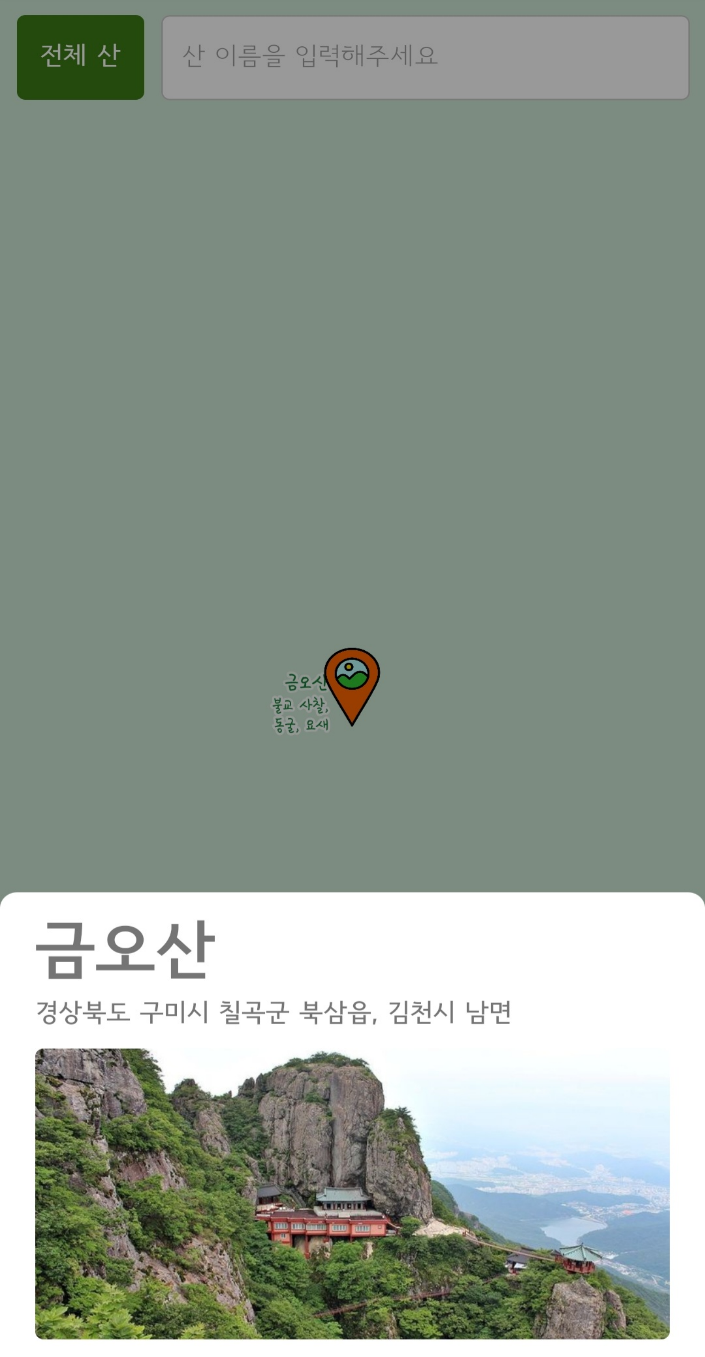 전체 산
산 이름을 입력해주세요
금오산
불교 사찰,
동굴, 요새
금오산
경상북도 구미시 칠곡군 북삼읍, 김천시 남면